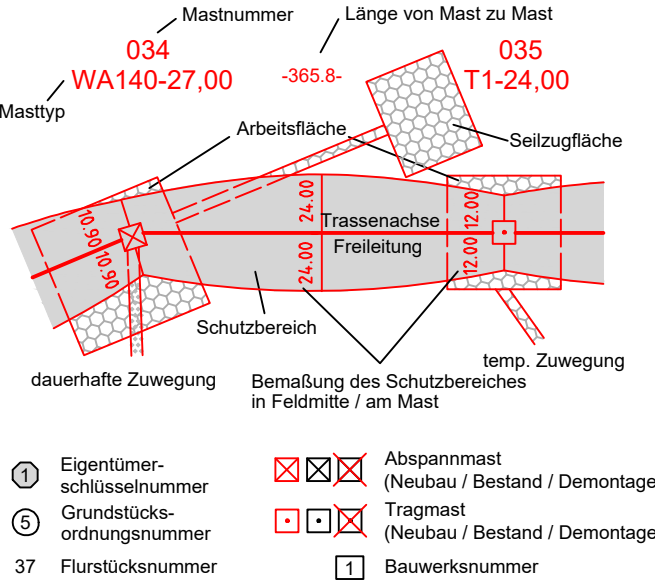 Mastnummer
Länge von Mast zu Mast
034
035
WA140-27,00
-365.8-
T1-24,00
Masttyp
Arbeitsfläche
Seilzugfläche
10.90
10.90
24.00
24.00
Trassenachse
Freileitung
12.00
12.00
Schutzbereich
dauerhafte Zuwegung
temp. Zuwegung
Bemaßung des Schutzbereiches
in Feldmitte / am Mast
1 Eigentümer-
schlüsselnummer
Abspannmast
(Neubau / Bestand / Demontage
5 Grundstücks-
ordnungsnummer
Tragmast
(Neubau / Bestand / Demontage
37 Flurstücksnummer
1 Bauwerksnummer